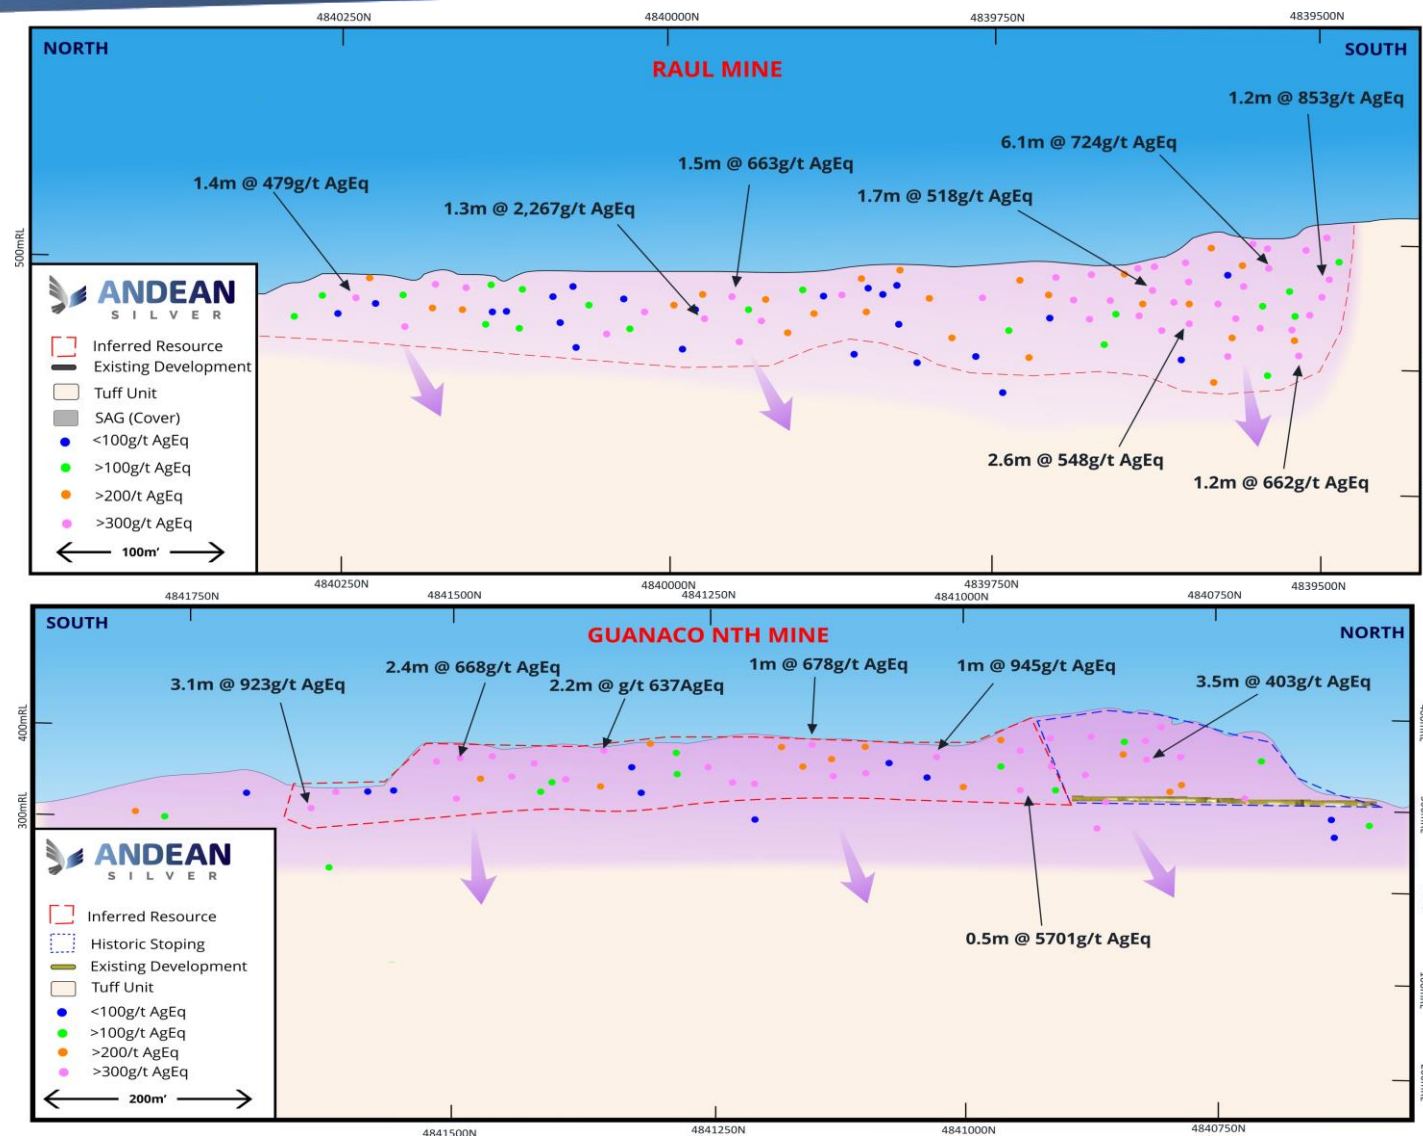 4840250N
4840000N
4839750N
4839500N
NORTH
SOUTH
RAUL MINE
1.2m @ 853g/t AgEq
6.1m @ 724g/t AgEq
1.5m @ 663g/t AgEq
1.4m @ 479g/t AgEq
1.7m @ 518g/t AgEq
1.3m @ 2,267g/t AgEq
500mRL
ANDEAN
SILVER
Inferred Resource
Existing Development
Tuff Unit
SAG (Cover)
<100g/t AgEq
>100g/t AgEq
>200/t AgEq
>300g/t AgEq
100m'
2.6m @ 548g/t AgEq
1.2m @ 662g/t AgEq
4840250N
4840000N
4839750N
4839500N
4841750N
4841500N
4841250N
4841000N
4840750N
SOUTH
NORTH
GUANACO NTH MINE
2.4m @ 668g/t AgEq
1m @ 678g/t AgEq
1m @ 945g/t AgEq
3.1m @ 923g/t AgEq
2.2m @ g/t 637AgEq
3.5m @ 403g/t AgEq
400mRL
300mRL
ANDEAN
SILVER
Inferred Resource
Historic Stoping
Existing Development
Tuff Unit
<100g/t AgEq
>100g/t AgEq
>200/t AgEq
>300g/t AgEq
200m'
0.5m @ 5701g/t AgEq
4841500N
4841250N
4841000N
4840750N